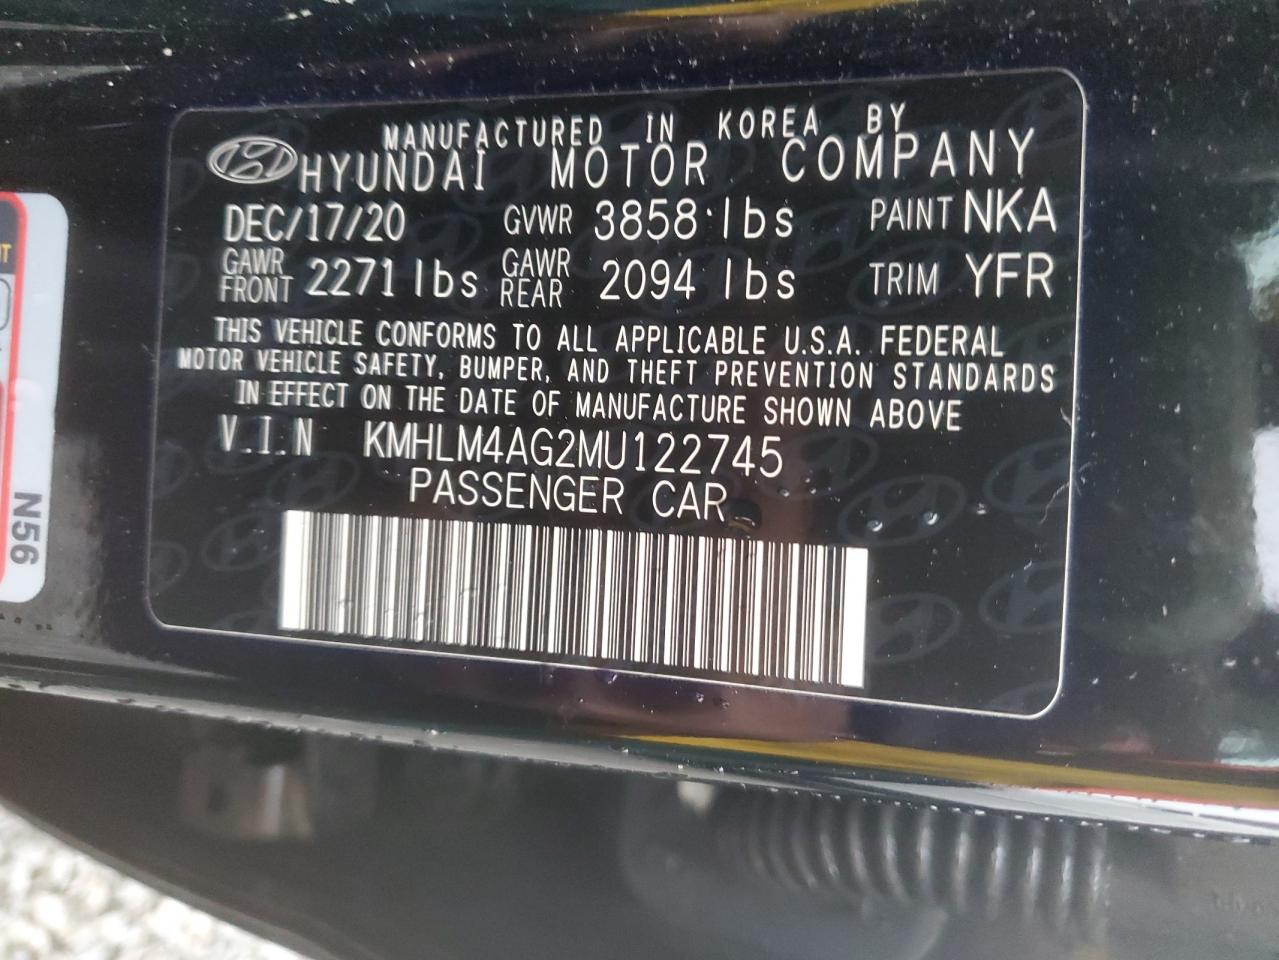 MANUFACTURED IN KOREA BY
HYUNDAI MOTOR COMPANY
DEC/17/20 GVWR 3858 lbs PAINT NKA
GAWR FRONT 2271 lbs GAWR REAR 2094 lbs TRIM YFR
THIS VEHICLE CONFORMS TO ALL APPLICABLE U.S.A. FEDERAL
MOTOR VEHICLE SAFETY, BUMPER, AND THEFT PREVENTION STANDARDS
IN EFFECT ON THE DATE OF MANUFACTURE SHOWN ABOVE
V.I.N KMHLM4AG2MU122745
PASSENGER CAR
N56